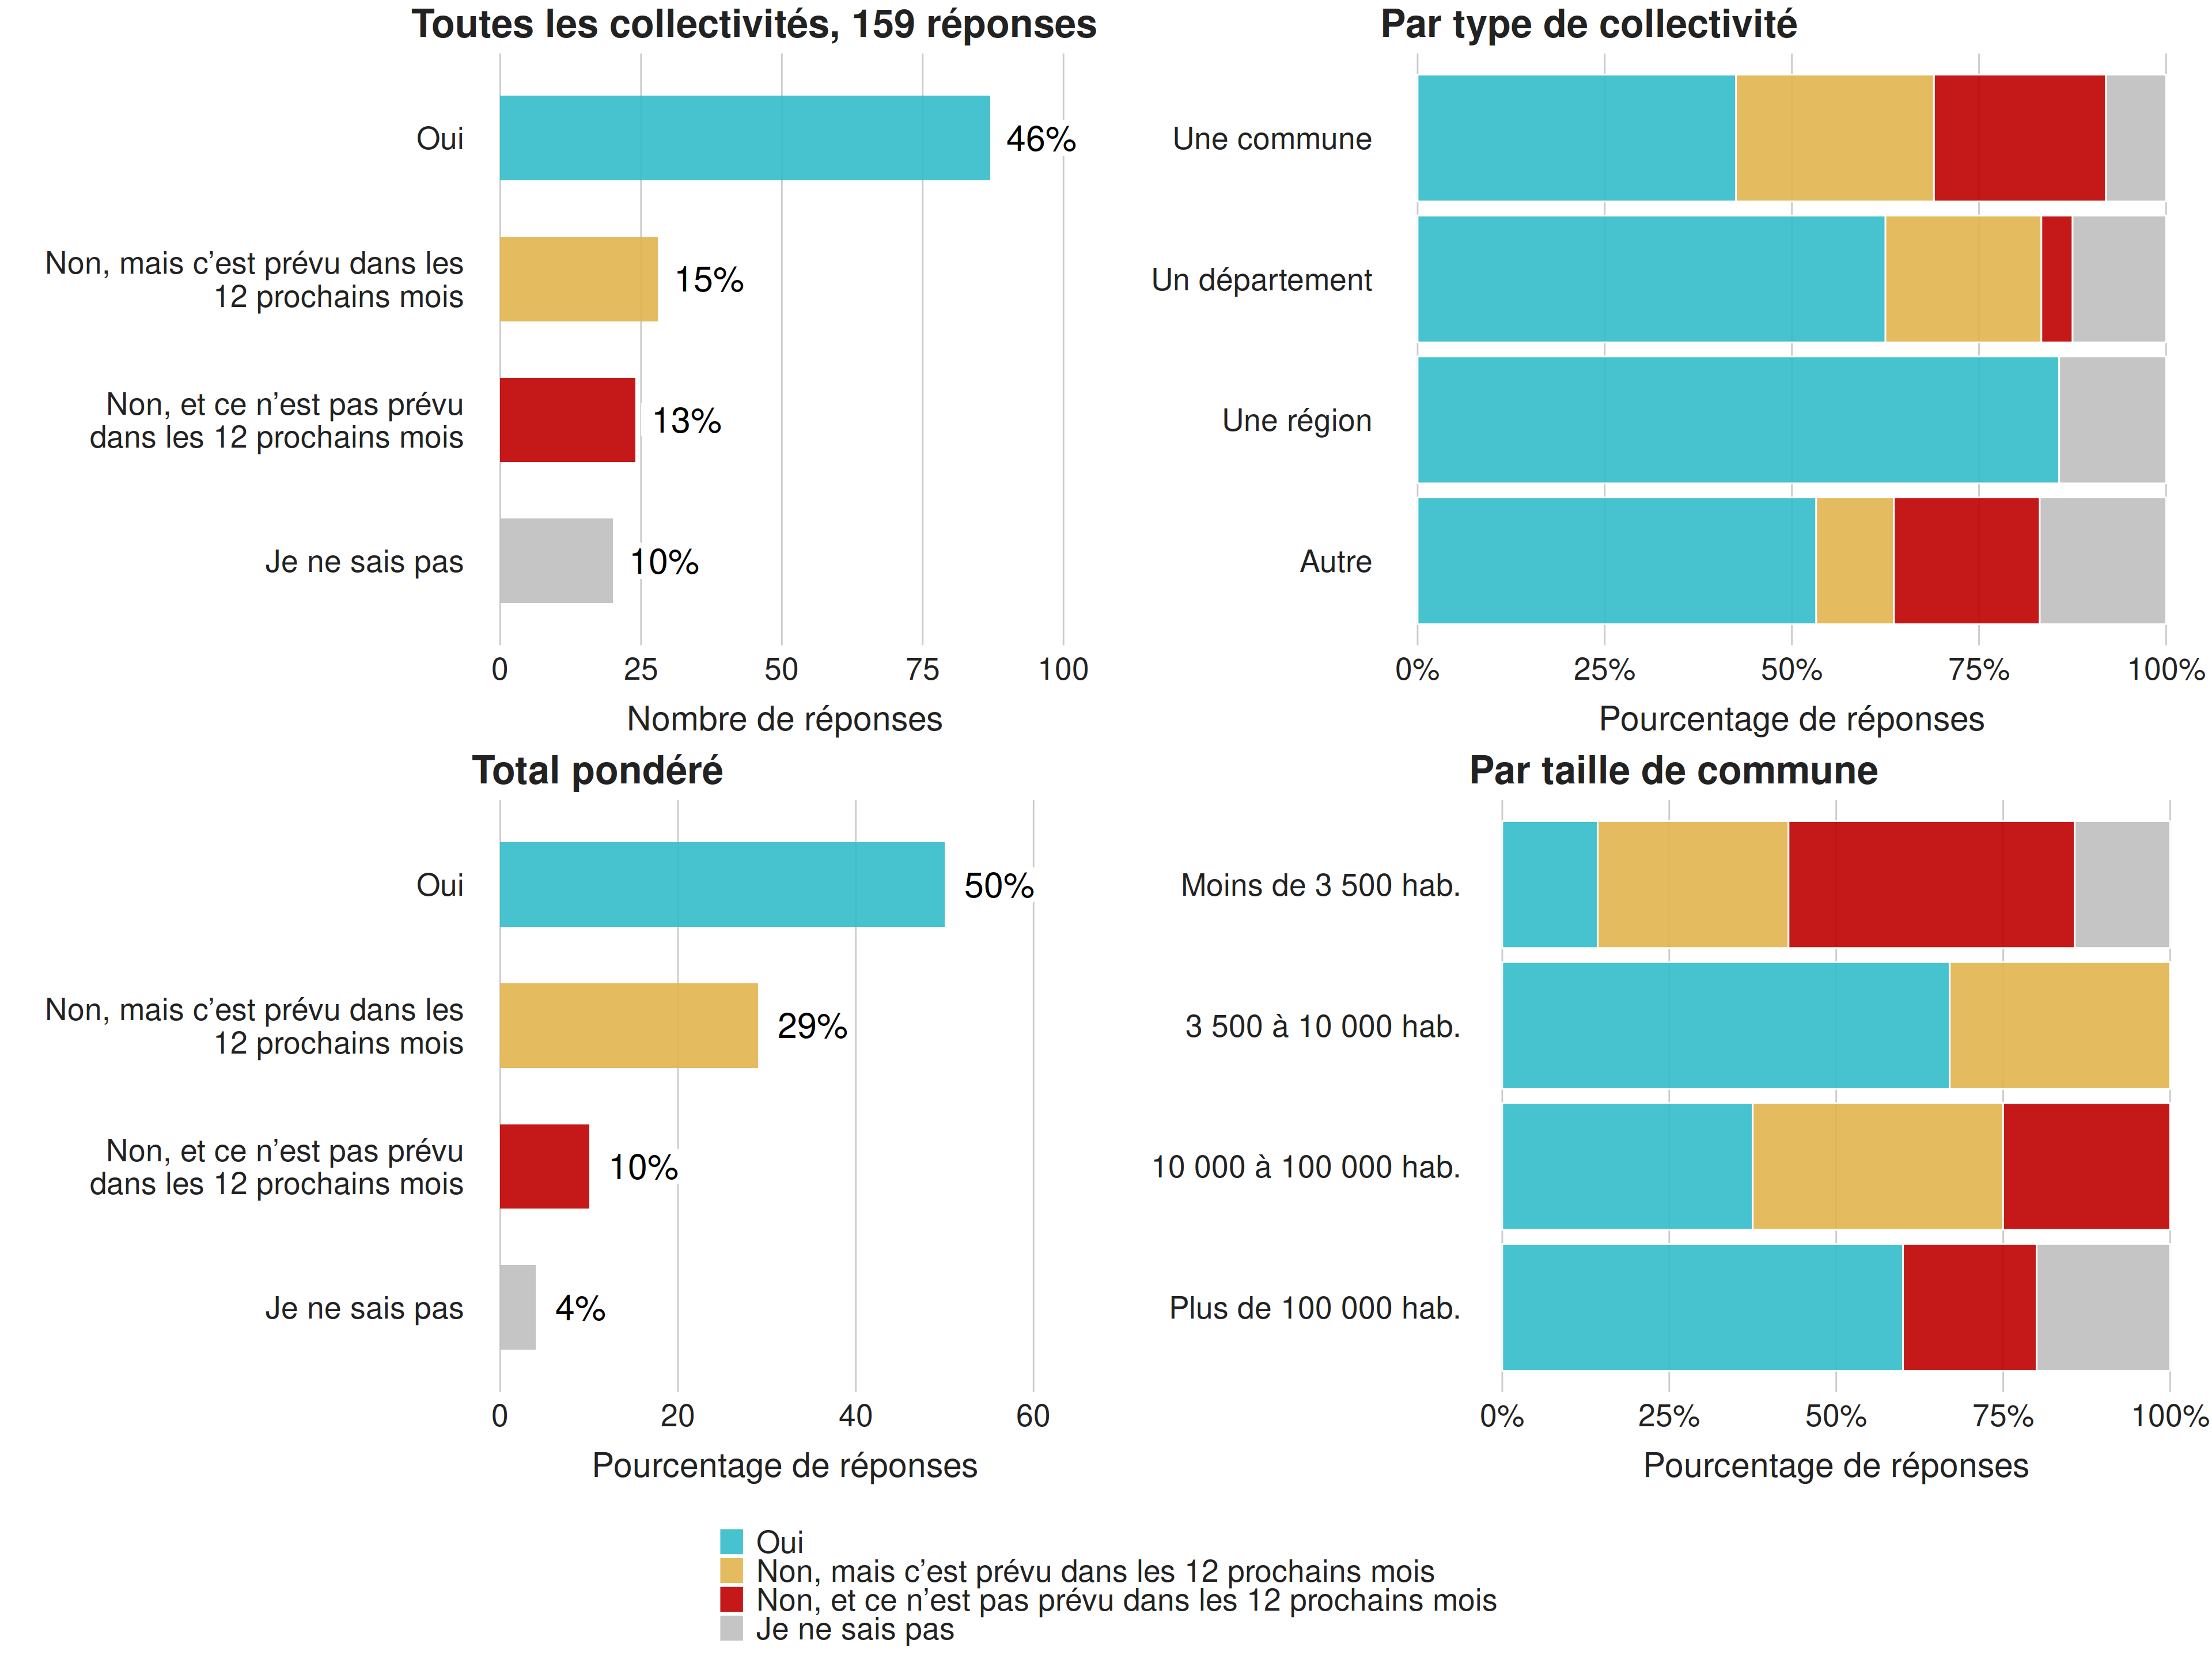 Toutes les collectivités, 159 réponses
Oui
46%
Non, mais c’est prévu dans les
12 prochains mois
15%
Non, et ce n’est pas prévu
dans les 12 prochains mois
13%
Je ne sais pas
10%
0 25 50 75 100
Nombre de réponses
Par type de collectivité
Une commune
Un département
Une région
Autre
0% 25% 50% 75% 100%
Pourcentage de réponses
Total pondéré
Oui
50%
Non, mais c’est prévu dans les
12 prochains mois
29%
Non, et ce n’est pas prévu
dans les 12 prochains mois
10%
Je ne sais pas
4%
0 20 40 60
Pourcentage de réponses
Par taille de commune
Moins de 3 500 hab.
3 500 à 10 000 hab.
10 000 à 100 000 hab.
Plus de 100 000 hab.
0% 25% 50% 75% 100%
Pourcentage de réponses
Oui
Non, mais c’est prévu dans les 12 prochains mois
Non, et ce n’est pas prévu dans les 12 prochains mois
Je ne sais pas